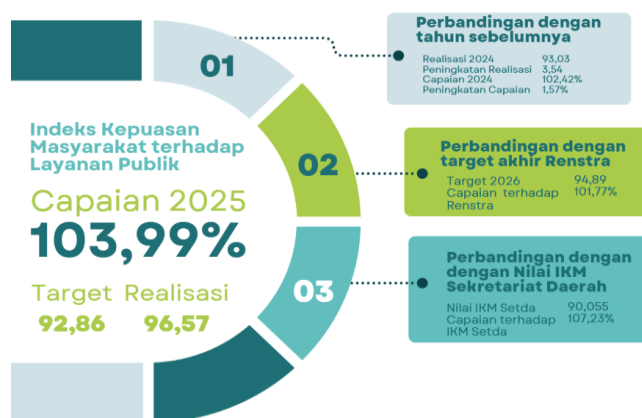 Indeks Kepuasan
Masyarakat terhadap
Layanan Publik
Capaian 2025
103,99%
Target Realisasi
92,86 96,57
01
Perbandingan dengan
tahun sebelumnya
Realisasi 2024 93,03
Peningkatan Realisasi 3,54
Capaian 2024 102,42%
Peningkatan Capaian 1,57%
02
Perbandingan dengan
target akhir Renstra
Target 2026 94,89
Capaian terhadap 101,77%
Renstra
03
Perbandingan dengan
dengan Nilai IKM
Sekretariat Daerah
Nilai IKM Setda 90,055
Capaian terhadap 107,23%
IKM Setda